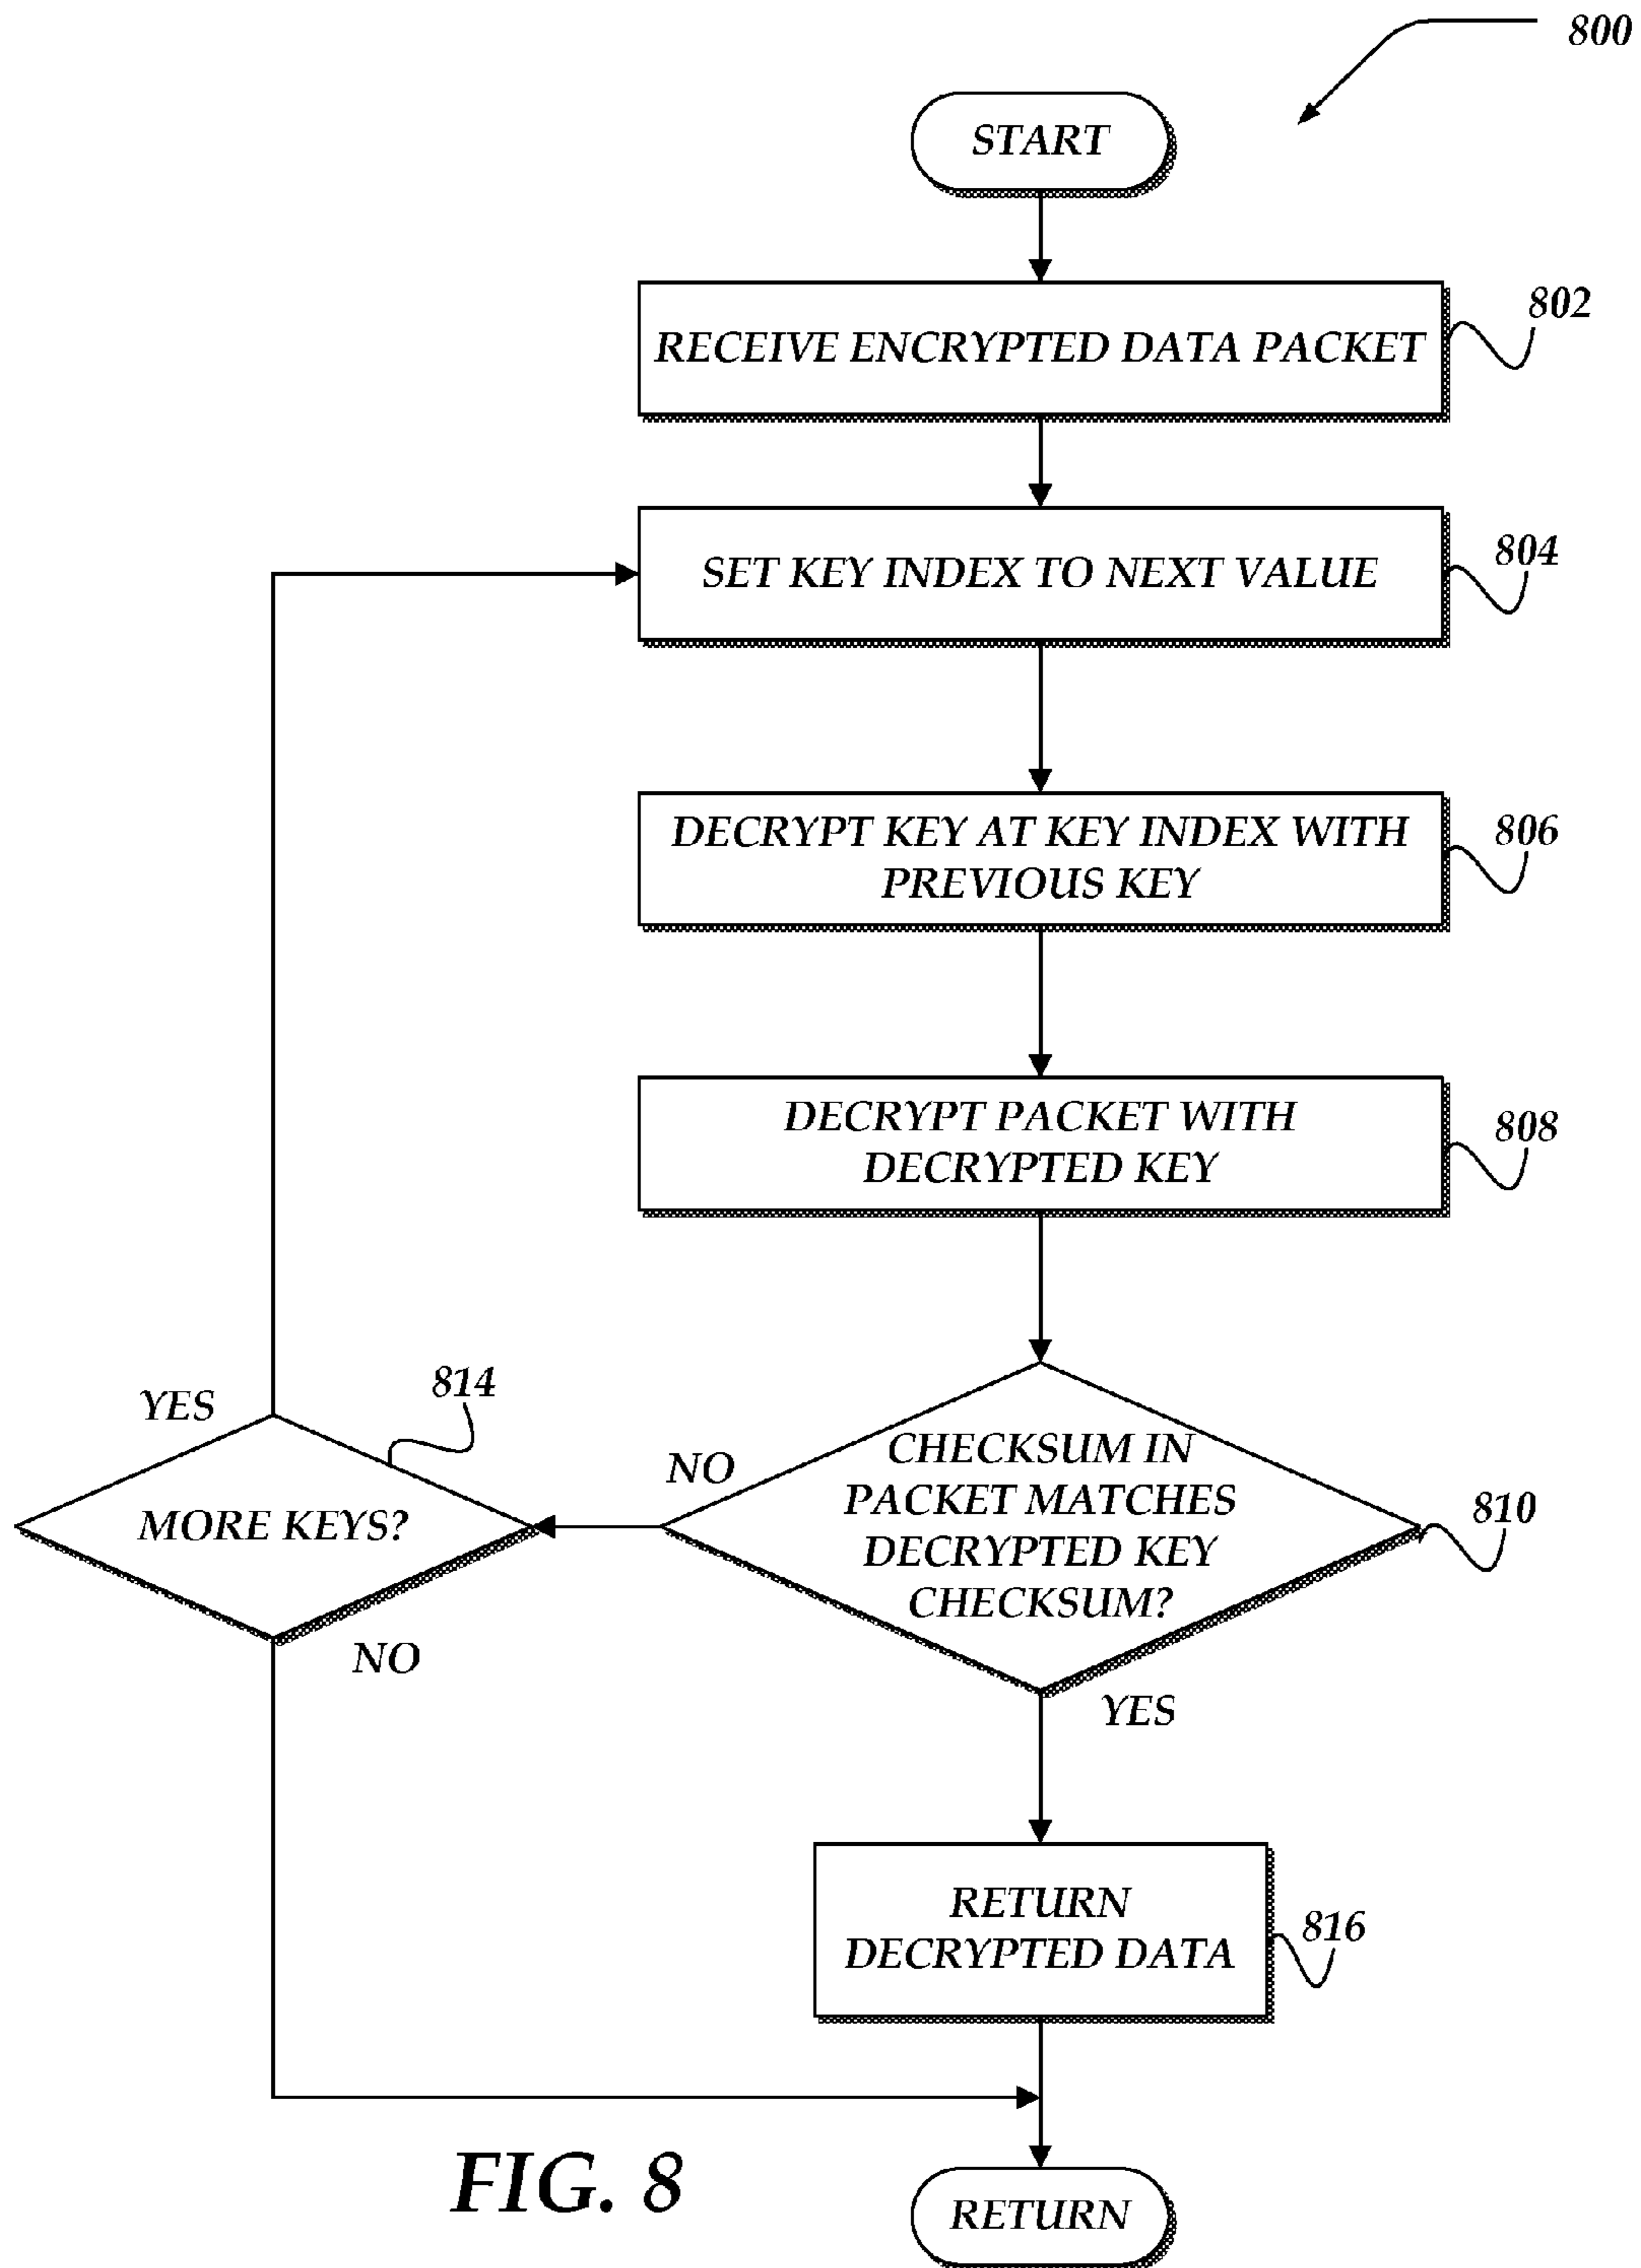 800
START
RECEIVE ENCRYPTED DATA PACKET
802
SET KEY INDEX TO NEXT VALUE
804
DECRYPT KEY AT KEY INDEX WITH
PREVIOUS KEY
806
DECRYPT PACKET WITH
DECRYPTED KEY
808
YES
814
MORE KEYS?
NO
NO
CHECKSUM IN
PACKET MATCHES
DECRYPTED KEY
CHECKSUM?
810
YES
RETURN
DECRYPTED DATA
816
FIG. 8
RETURN